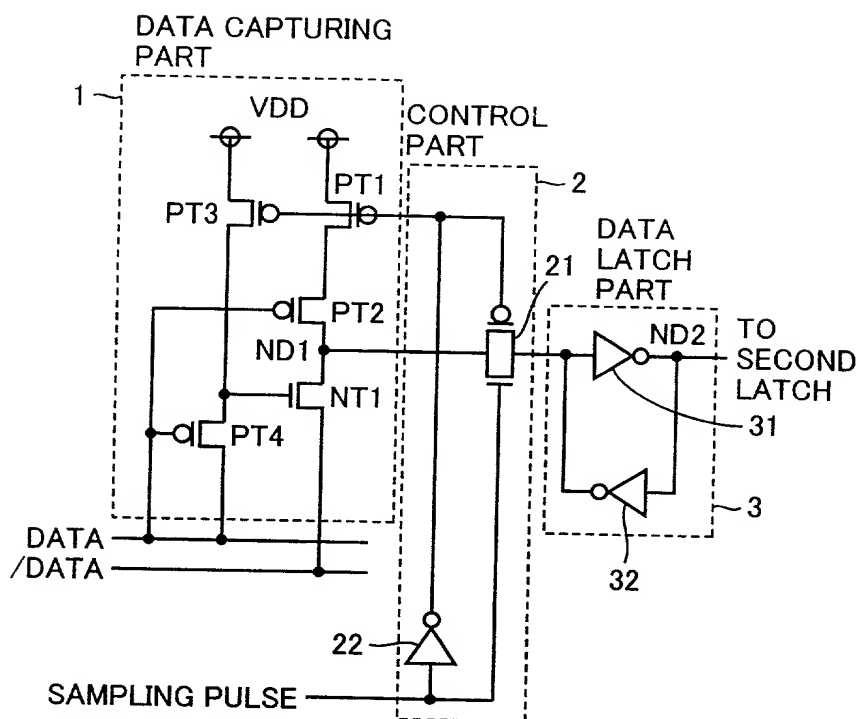 DATA CAPTURING
PART
1
VDD
CONTROL
PART
2
PT1
PT3
DATA
LATCH
PART
21
PT2
ND1
ND2
TO
SECOND
LATCH
NT1
PT4
31
3
32
DATA
/DATA
22
SAMPLING PULSE